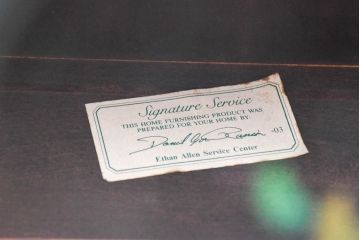 Signature Service
THIS HOME FURNISHING PRODUCT WAS
PREPARED FOR YOUR HOME BY:
-03
Ethan Allen Service Center